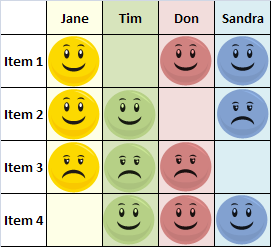 Jane Tim Don Sandra
Item 1
Item 2
Item 3
Item 4